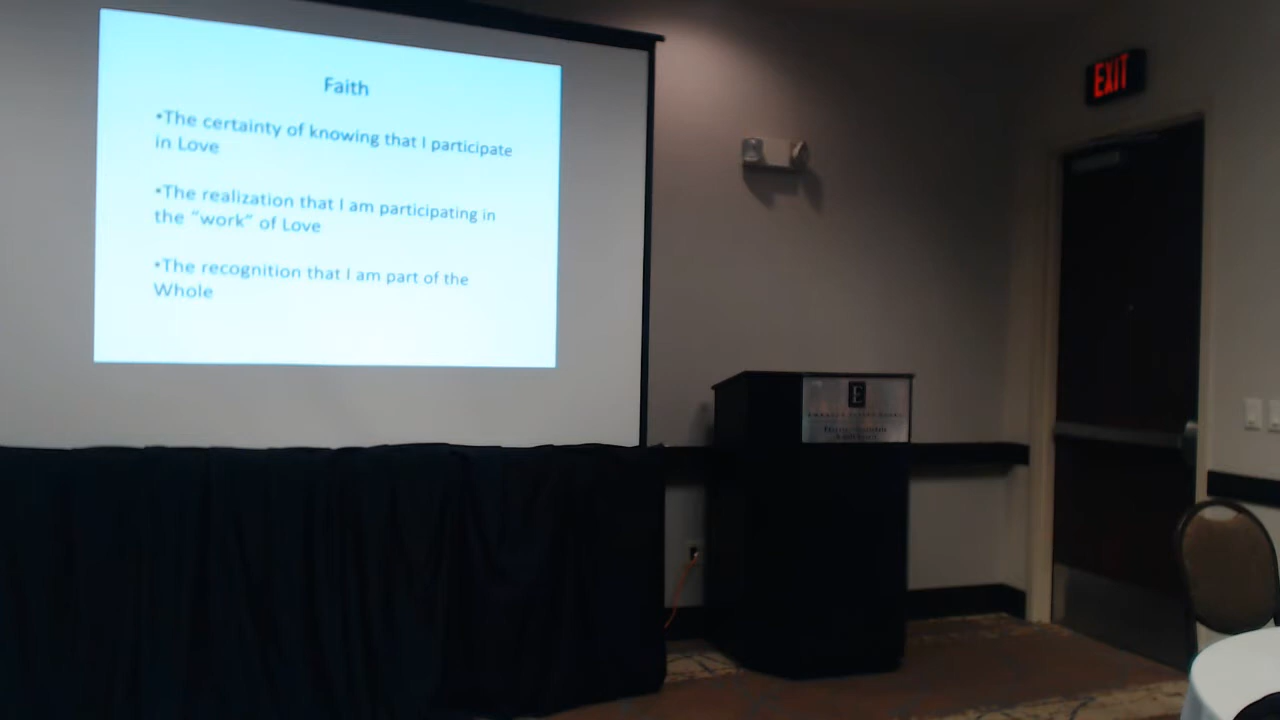 Faith
•The certainty of knowing that I participate
in Love
•The realization that I am participating in
the "work" of Love
•The recognition that I am part of the
Whole
EXIT
E